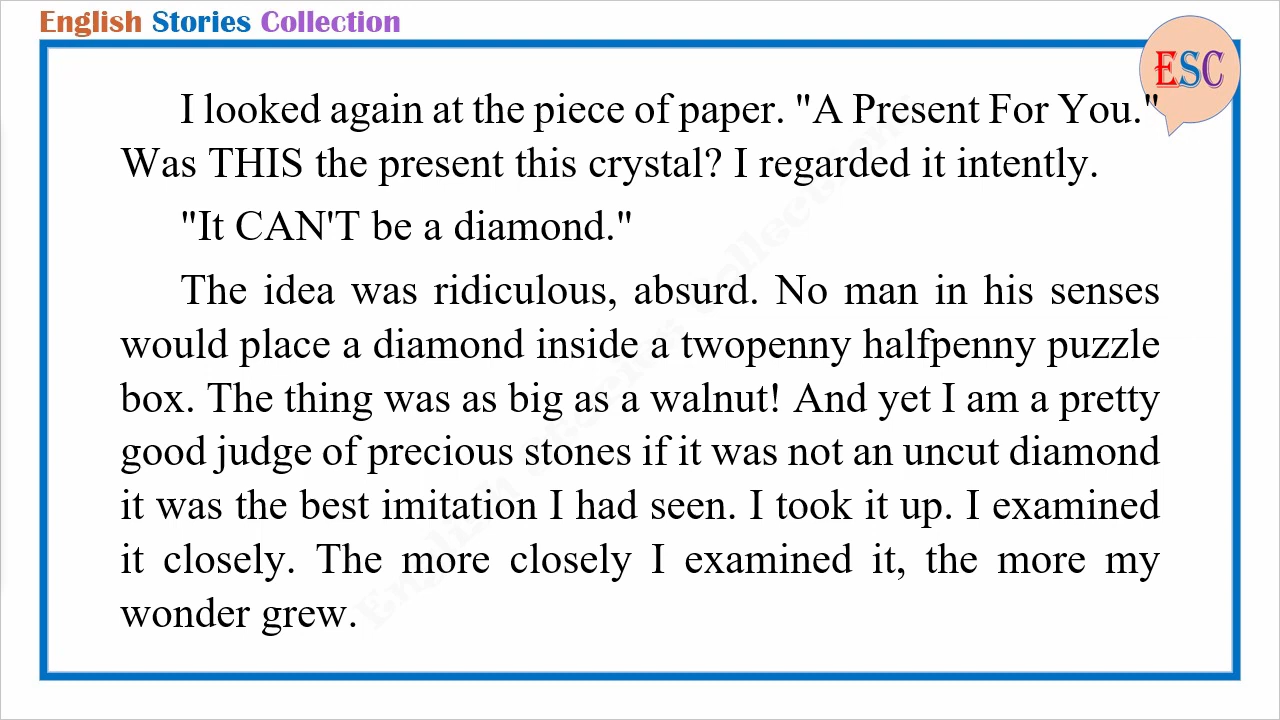 English Stories Collection
ESC
I looked again at the piece of paper. "A Present For You."
Was THIS the present this crystal? I regarded it intently.
"It CAN'T be a diamond."
The idea was ridiculous, absurd. No man in his senses
would place a diamond inside a twopenny halfpenny puzzle
box. The thing was as big as a walnut! And yet I am a pretty
good judge of precious stones if it was not an uncut diamond
it was the best imitation I had seen. I took it up. I examined
it closely. The more closely I examined it, the more my
wonder grew.
English Stories Collection